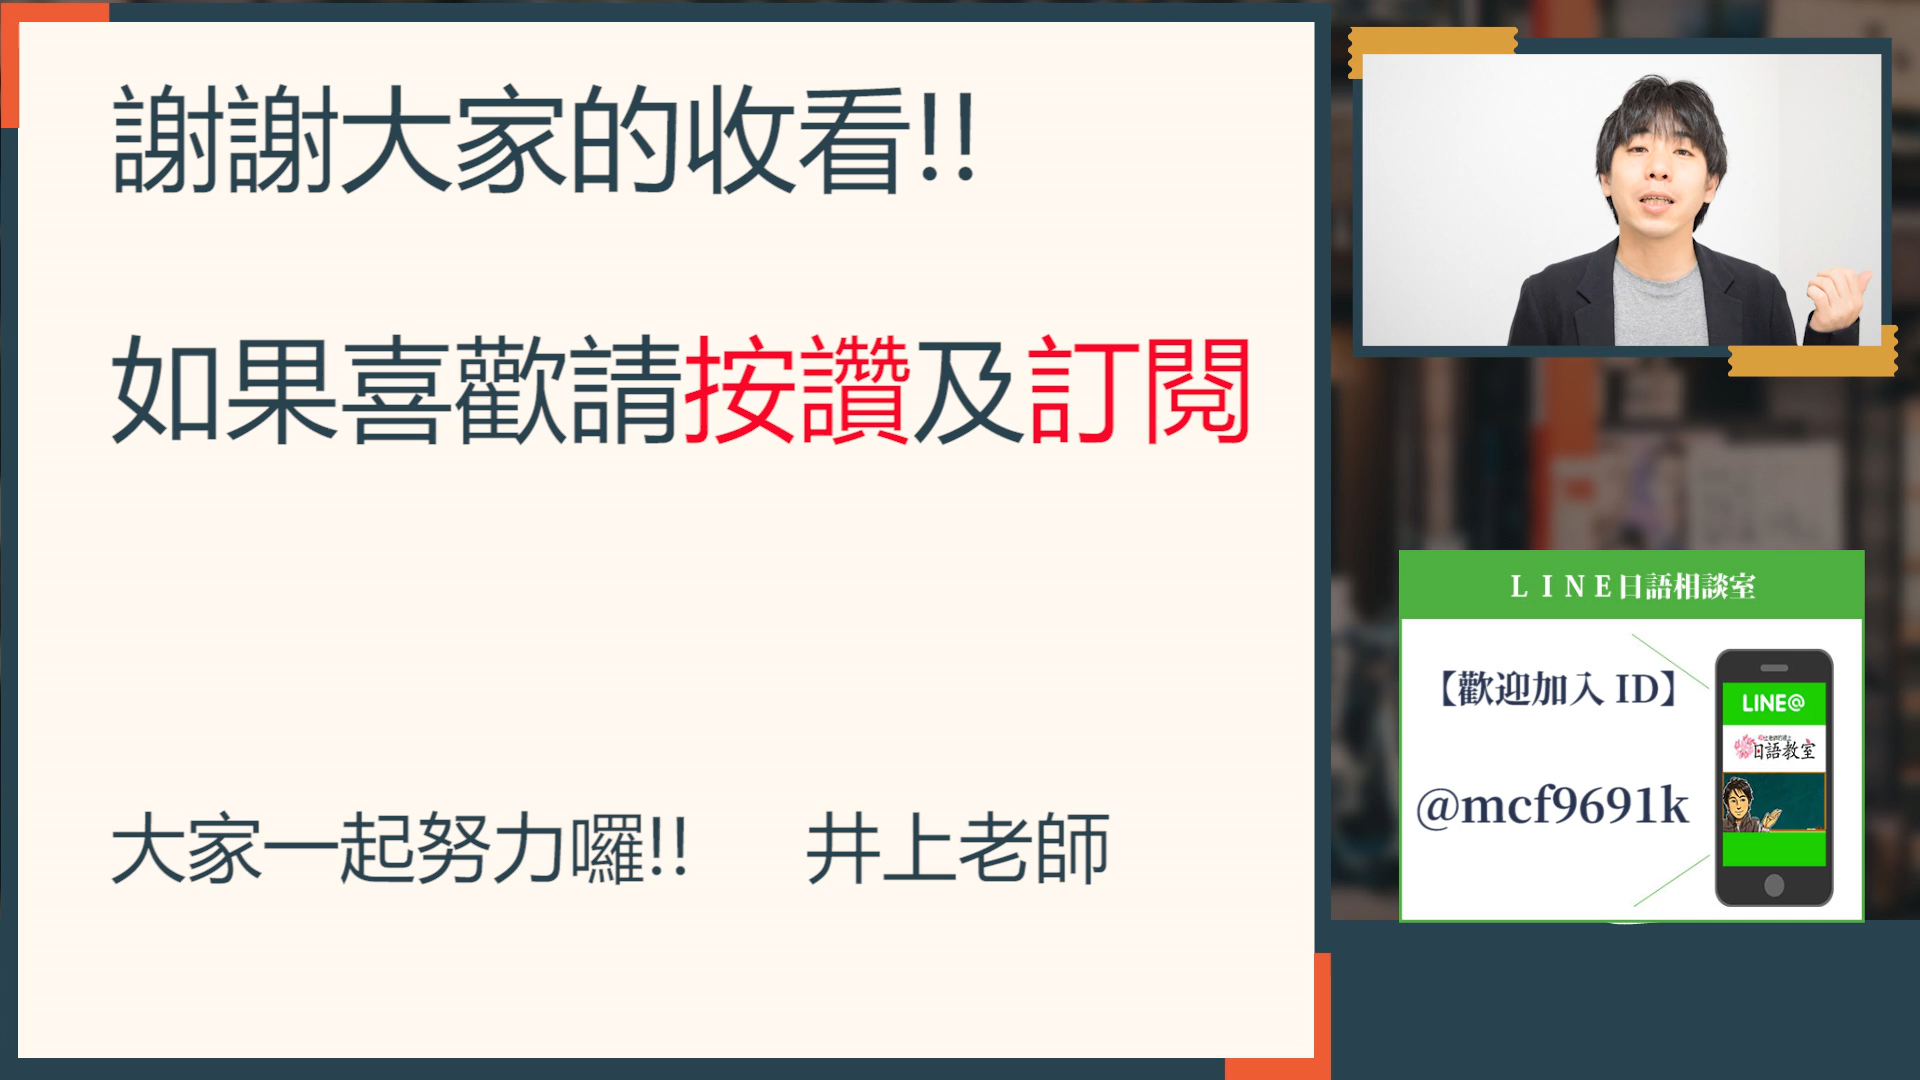 謝謝大家的收看!!
如果喜歡請按讚及訂閱
大家一起努力囉!! 井上老師
ＬＩＮＥ日語相談室
【歡迎加入 ID】
@mcf9691k
LINE@
日語教室